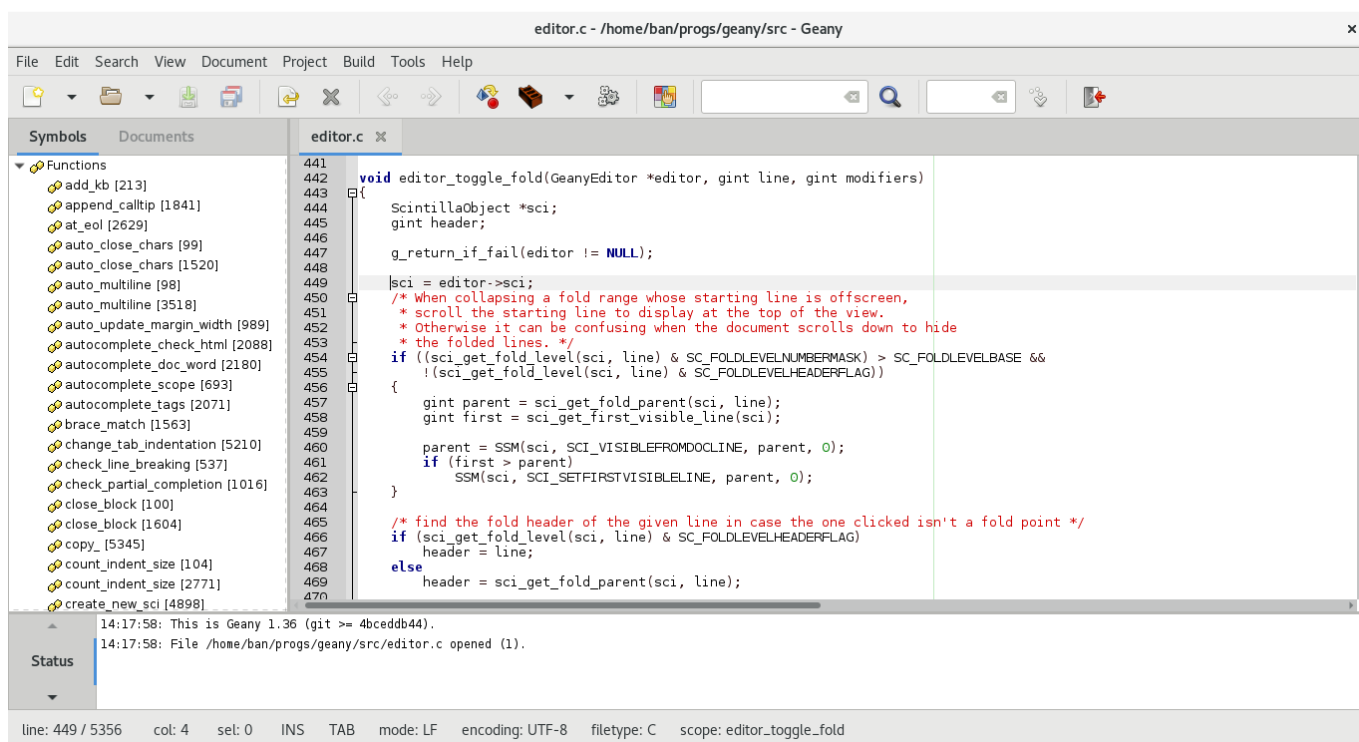 editor.c - /home/ban/progs/geany/src - Geany
File Edit Search View Document Project Build Tools Help
Symbols Documents
editor.c
Functions
add_kb [213]
append_calltip [1841]
at_eol [2629]
auto_close_chars [99]
auto_close_chars [1520]
auto_multiline [98]
auto_multiline [3518]
auto_update_margin_width [989]
autocomplete_check_html [2088]
autocomplete_doc_word [2180]
autocomplete_scope [693]
autocomplete_tags [2071]
brace_match [1563]
change_tab_indentation [5210]
check_line_breaking [537]
check_partial_completion [1016]
close_block [100]
close_block [1604]
copy_ [5345]
count_indent_size [104]
count_indent_size [2771]
create_new_sci [4898]
441
442 void editor_toggle_fold(GeanyEditor *editor, gint line, gint modifiers)
443 {
444     ScintillaObject *sci;
445     gint header;
446
447     g_return_if_fail(editor != NULL);
448
449     sci = editor->sci;
450     /* When collapsing a fold range whose starting line is offscreen,
451      * scroll the starting line to display at the top of the view.
452      * Otherwise it can be confusing when the document scrolls down to hide
453      * the folded lines. */
454     if ((sci_get_fold_level(sci, line) & SC_FOLDLEVELNUMBERMASK) > SC_FOLDLEVELBASE &&
455         !(sci_get_fold_level(sci, line) & SC_FOLDLEVELHEADERFLAG))
456     {
457         gint parent = sci_get_fold_parent(sci, line);
458         gint first = sci_get_first_visible_line(sci);
459
460         parent = SSM(sci, SCI_VISIBLEFROMDOCLINE, parent, 0);
461         if (first > parent)
462             SSM(sci, SCI_SETFIRSTVISIBLELINE, parent, 0);
463     }
464
465     /* find the fold header of the given line in case the one clicked isn't a fold point */
466     if (sci_get_fold_level(sci, line) & SC_FOLDLEVELHEADERFLAG)
467         header = line;
468     else
469         header = sci_get_fold_parent(sci, line);
470
Status
14:17:58: This is Geany 1.36 (git >= 4bceddb44).
14:17:58: File /home/ban/progs/geany/src/editor.c opened (1).
line: 449 / 5356 col: 4 sel: 0 INS TAB mode: LF encoding: UTF-8 filetype: C scope: editor_toggle_fold